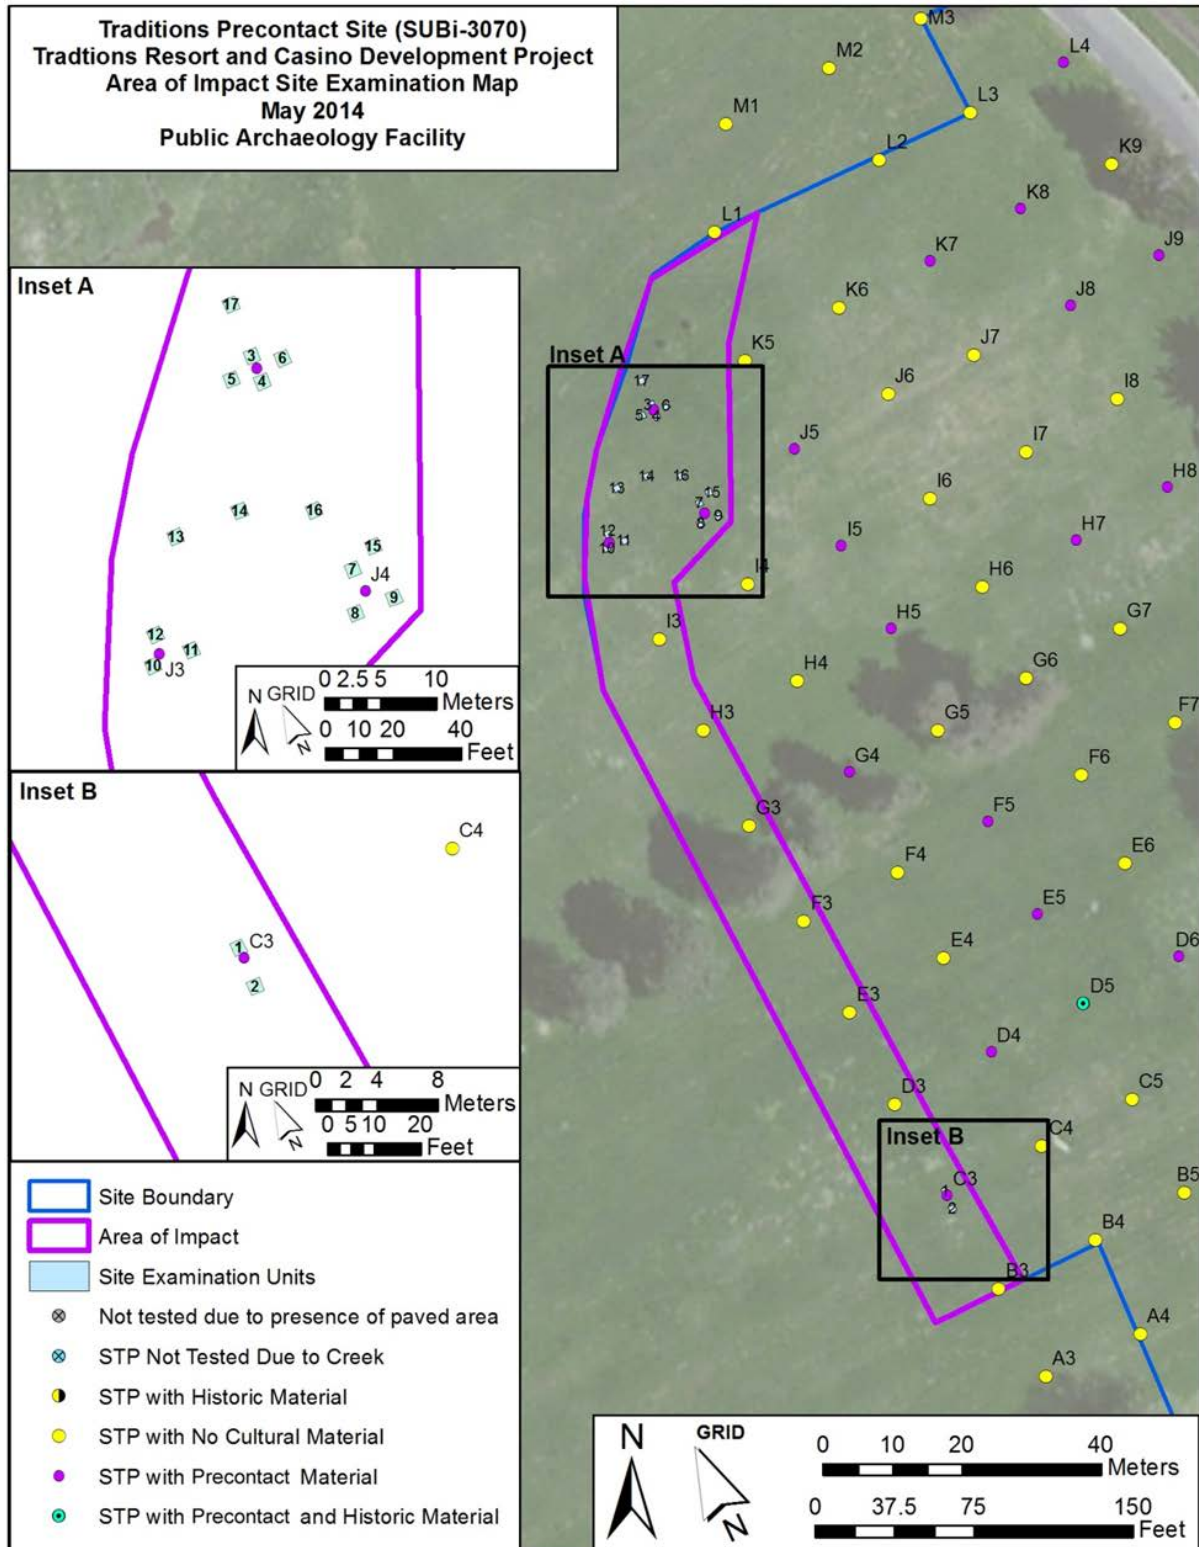 Traditions Precontact Site (SUBi-3070)
Tradtions Resort and Casino Development Project
Area of Impact Site Examination Map
May 2014
Public Archaeology Facility
M3
M2
L4
M1
L3
L2
K9
K8
L1
K7
J9
K6
J8
J7
K5
J6
I8
J5
I7
H8
I6
I5
H7
I4
H6
H5
G7
I3
H4
G6
H3
G5
F7
G4
F6
G3
F5
F4
E6
F3
E5
E4
D6
E3
D5
D4
D3
C5
C4
C3
B5
B4
B3
A4
A3
Inset A
17
3 6
5 4
14 16
13 15
7
8 9
12
11
10
Inset B
1
2
Inset A
17
3 6
5 4
14 16
13
15
7
J4
9
8
12
11
10 J3
N GRID
N
0 2.5 5 10
Meters
0 10 20 40
Feet
Inset B
C4
1 C3
2
N GRID
N
0 2 4 8
Meters
0 5 10 20
Feet
Site Boundary
Area of Impact
Site Examination Units
Not tested due to presence of paved area
STP Not Tested Due to Creek
STP with Historic Material
STP with No Cultural Material
STP with Precontact Material
STP with Precontact and Historic Material
N
GRID
N
0 10 20 40
Meters
0 37.5 75 150
Feet